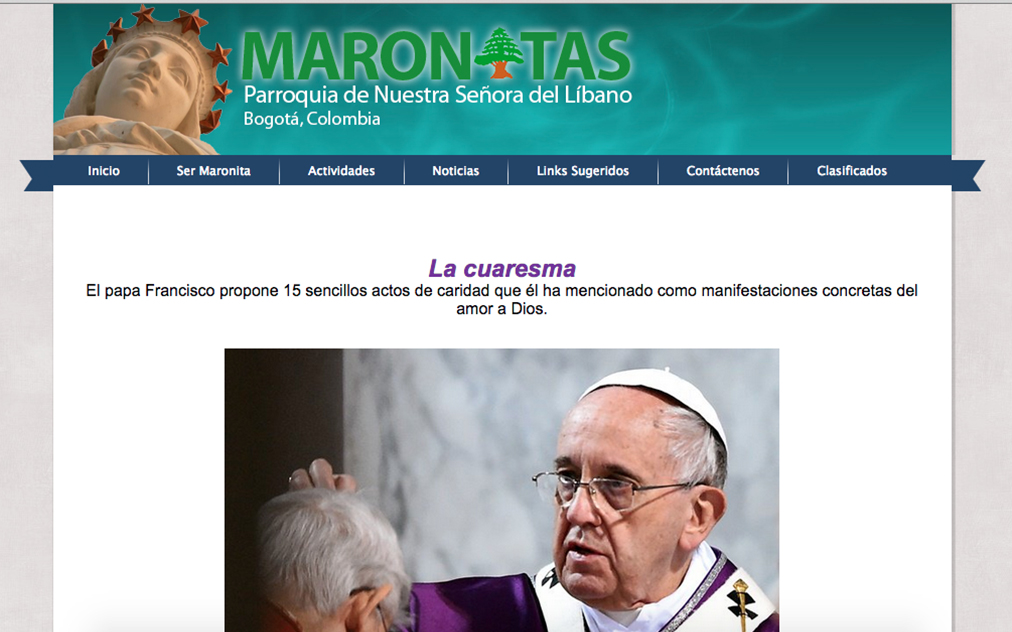 MARONITAS
Parroquia de Nuestra Señora del Líbano
Bogotá, Colombia
Inicio Ser Maronita Actividades Noticias Links Sugeridos Contáctenos Clasificados
La cuaresma
El papa Francisco propone 15 sencillos actos de caridad que él ha mencionado como manifestaciones concretas del
amor a Dios.